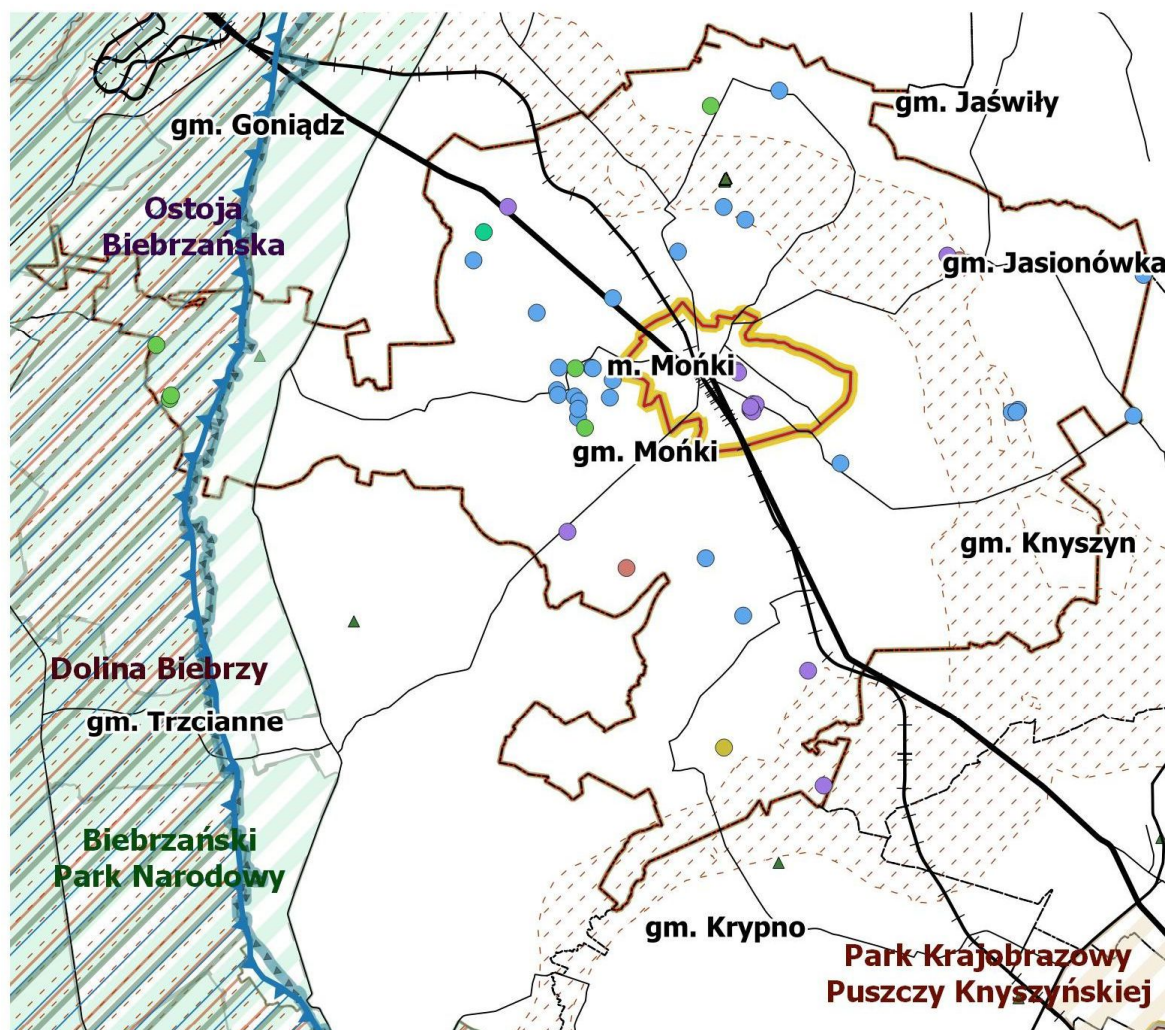 gm. Jaświły
gm. Goniądz
Ostoja
Biebrzańska
gm. Jasionówka
m. Mońki
gm. Mońki
gm. Knyszyn
Dolina Biebrzy
gm. Trzcianne
Biebrzański
Park Narodowy
gm. Krypno
Park Krajobrazowy
Puszczy Knyszyńskiej